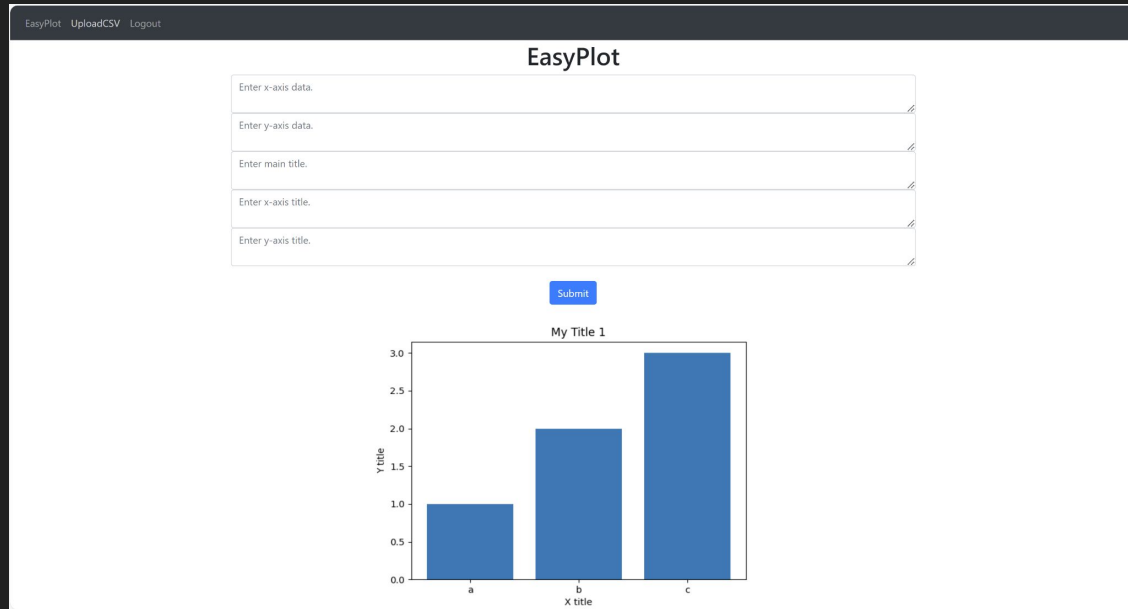 EasyPlot UploadCSV Logout
EasyPlot
Enter x-axis data.
Enter y-axis data.
Enter main title.
Enter x-axis title.
Enter y-axis title.
Submit
My Title 1
3.0
2.5
2.0
1.5
1.0
0.5
0.0
Y title
a b c
X title